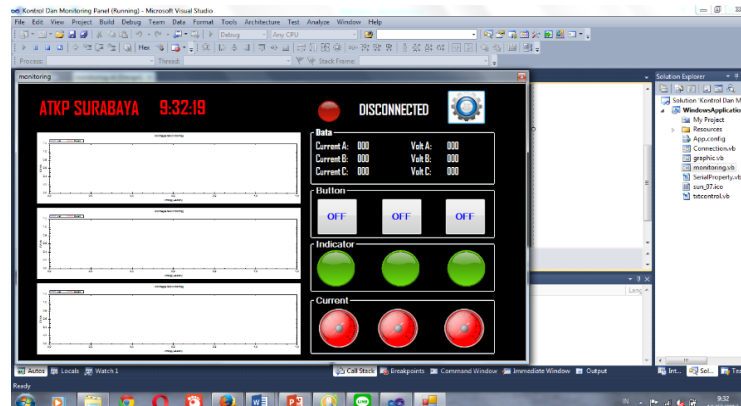 Kontrol Dan Monitoring Panel (Running) - Microsoft Visual Studio
File Edit View Project Build Debug Team Data Format Tools Architecture Test Analyze Window Help
Debug Any CPU
Hex
Process: Thread: Stack Frame:
monitoring
ATKP SURABAYA 9:32:19
DISCONNECTED
Data
Current A: 000 Volt A: 000
Current B: 000 Volt B: 000
Current C: 000 Volt C: 000
Button
OFF OFF OFF
Indicator
Current
Solution Explorer
Solution 'Kontrol Dan M
WindowsApplicatio
My Project
Resources
App.config
Connection.vb
graphic.vb
monitoring.vb
SerialProperty.vb
sun_07.ico
txtcontrol.vb
Lang
Autos Locals Watch 1
Call Stack Breakpoints Command Window Immediate Window Output
Int... Sol... Te
Ready
IN 9:32